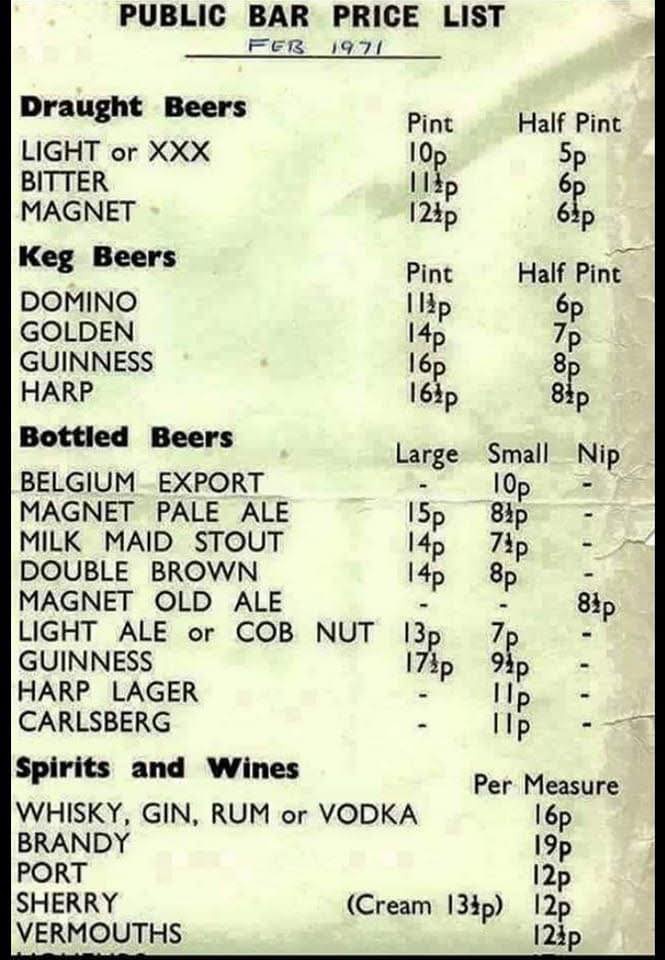 PUBLIC BAR PRICE LIST
FEB 1971
Draught Beers
Pint Half Pint
LIGHT or XXX 10p 5p
BITTER 11½p 6p
MAGNET 12½p 6½p
Keg Beers
Pint Half Pint
DOMINO 11½p 6p
GOLDEN 14p 7p
GUINNESS 16p 8p
HARP 16½p 8½p
Bottled Beers
Large Small Nip
BELGIUM EXPORT - 10p -
MAGNET PALE ALE 15p 8½p -
MILK MAID STOUT 14p 7½p -
DOUBLE BROWN 14p 8p -
MAGNET OLD ALE - - 8½p
LIGHT ALE or COB NUT 13p 7p -
GUINNESS 17½p 9½p -
HARP LAGER - 11p -
CARLSBERG - 11p -
Spirits and Wines
Per Measure
WHISKY, GIN, RUM or VODKA 16p
BRANDY 19p
PORT 12p
SHERRY (Cream 13½p) 12p
VERMOUTHS 12½p